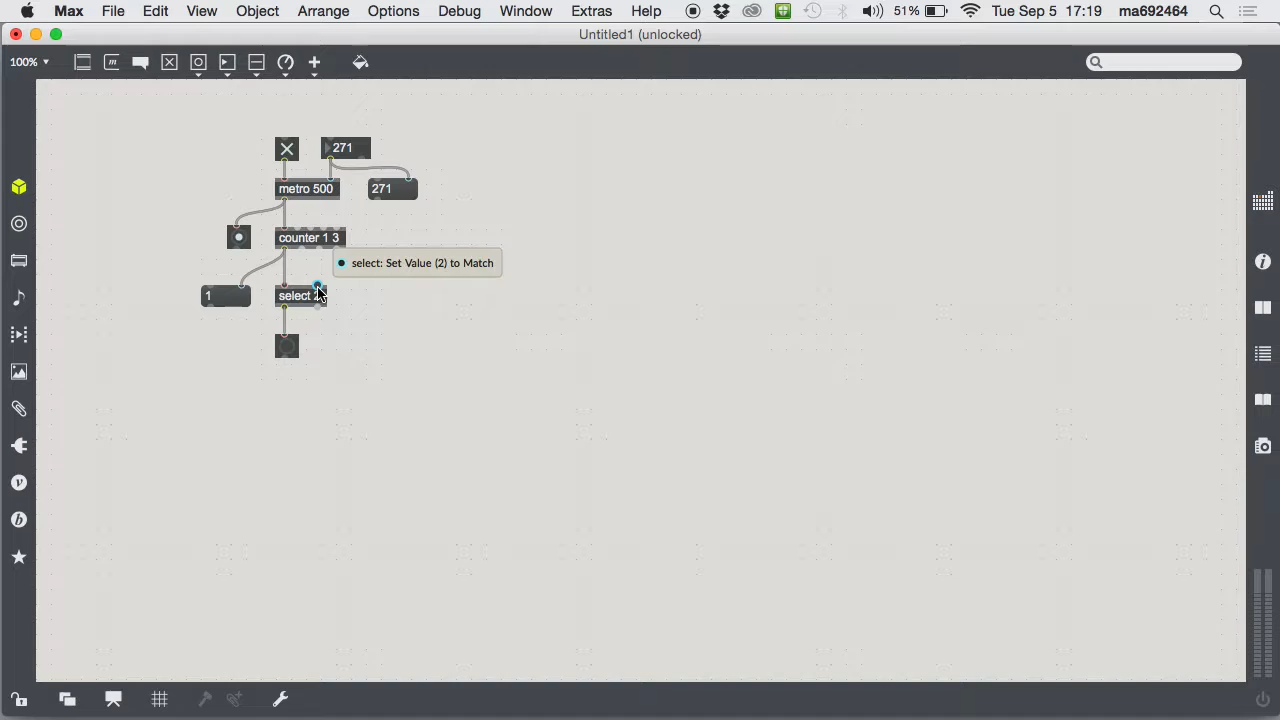 Max File Edit View Object Arrange Options Debug Window Extras Help 51% Tue Sep 5 17:19 ma692464
Untitled1 (unlocked)
100%
271
metro 500 271
counter 1 3
select: Set Value (2) to Match
1 select 2